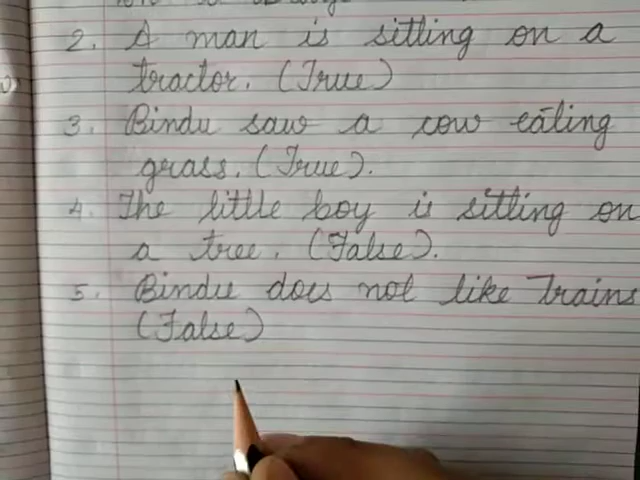 2. A man is sitting on a
tractor. (True)
3. Bindu saw a cow eating
grass. (True).
4. The little boy is sitting on
a tree. (False).
5. Bindu does not like Trains
(False)